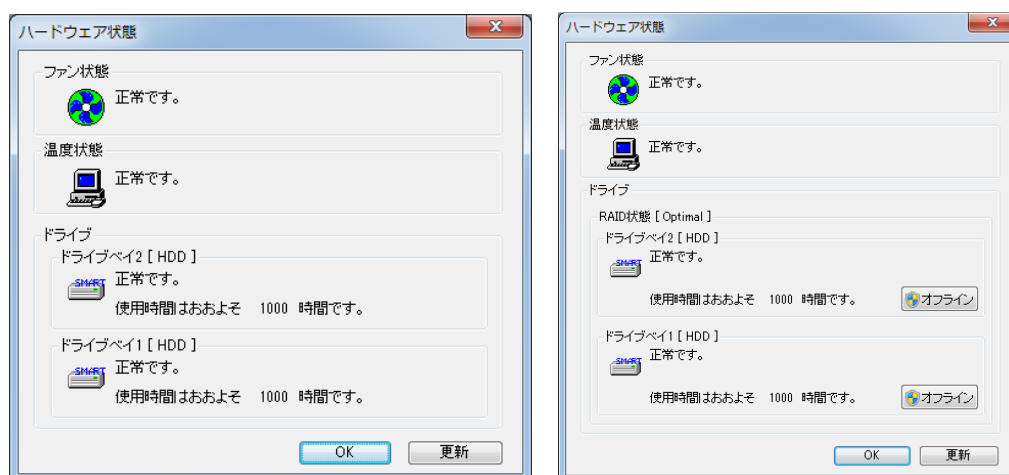 ハードウェア状態
ファン状態
正常です。
温度状態
正常です。
ドライブ
ドライブベイ2 [ HDD ]
SMART
正常です。
使用時間はおおよそ 1000 時間です。
ドライブベイ1 [ HDD ]
SMART
正常です。
使用時間はおおよそ 1000 時間です。
OK
更新
ハードウェア状態
ファン状態
正常です。
温度状態
正常です。
ドライブ
RAID状態 [ Optimal ]
ドライブベイ2 [ HDD ]
SMART
正常です。
使用時間はおおよそ 1000 時間です。
オフライン
ドライブベイ1 [ HDD ]
SMART
正常です。
使用時間はおおよそ 1000 時間です。
オフライン
OK
更新